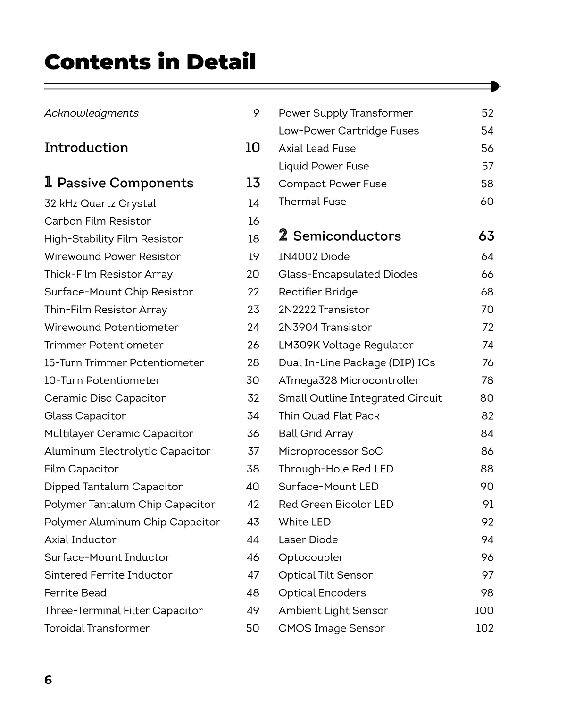 Contents in Detail
Acknowledgments 9
Introduction 10
1 Passive Components 13
32 kHz Quartz Crystal 14
Carbon Film Resistor 16
High-Stability Film Resistor 18
Wirewound Power Resistor 19
Thick-Film Resistor Array 20
Surface-Mount Chip Resistor 22
Thin-Film Resistor Array 23
Wirewound Potentiometer 24
Trimmer Potentiometer 26
15-Turn Trimmer Potentiometer 28
10-Turn Potentiometer 30
Ceramic Disc Capacitor 32
Glass Capacitor 34
Multilayer Ceramic Capacitor 36
Aluminum Electrolytic Capacitor 37
Film Capacitor 38
Dipped Tantalum Capacitor 40
Polymer Tantalum Chip Capacitor 42
Polymer Aluminum Chip Capacitor 43
Axial Inductor 44
Surface-Mount Inductor 46
Sintered Ferrite Inductor 47
Ferrite Bead 48
Three-Terminal Filter Capacitor 49
Toroidal Transformer 50
Power Supply Transformer 52
Low-Power Cartridge Fuses 54
Axial Lead Fuse 56
Liquid Power Fuse 57
Compact Power Fuse 58
Thermal Fuse 60
2 Semiconductors 63
1N4002 Diode 64
Glass-Encapsulated Diodes 66
Rectifier Bridge 68
2N2222 Transistor 70
2N3904 Transistor 72
LM309K Voltage Regulator 74
Dual In-Line Package (DIP) ICs 76
ATmega328 Microcontroller 78
Small Outline Integrated Circuit 80
Thin Quad Flat Pack 82
Ball Grid Array 84
Microprocessor SoC 86
Through-Hole Red LED 88
Surface-Mount LED 90
Red Green Bicolor LED 91
White LED 92
Laser Diode 94
Optocoupler 96
Optical Tilt Sensor 97
Optical Encoders 98
Ambient Light Sensor 100
CMOS Image Sensor 102
6